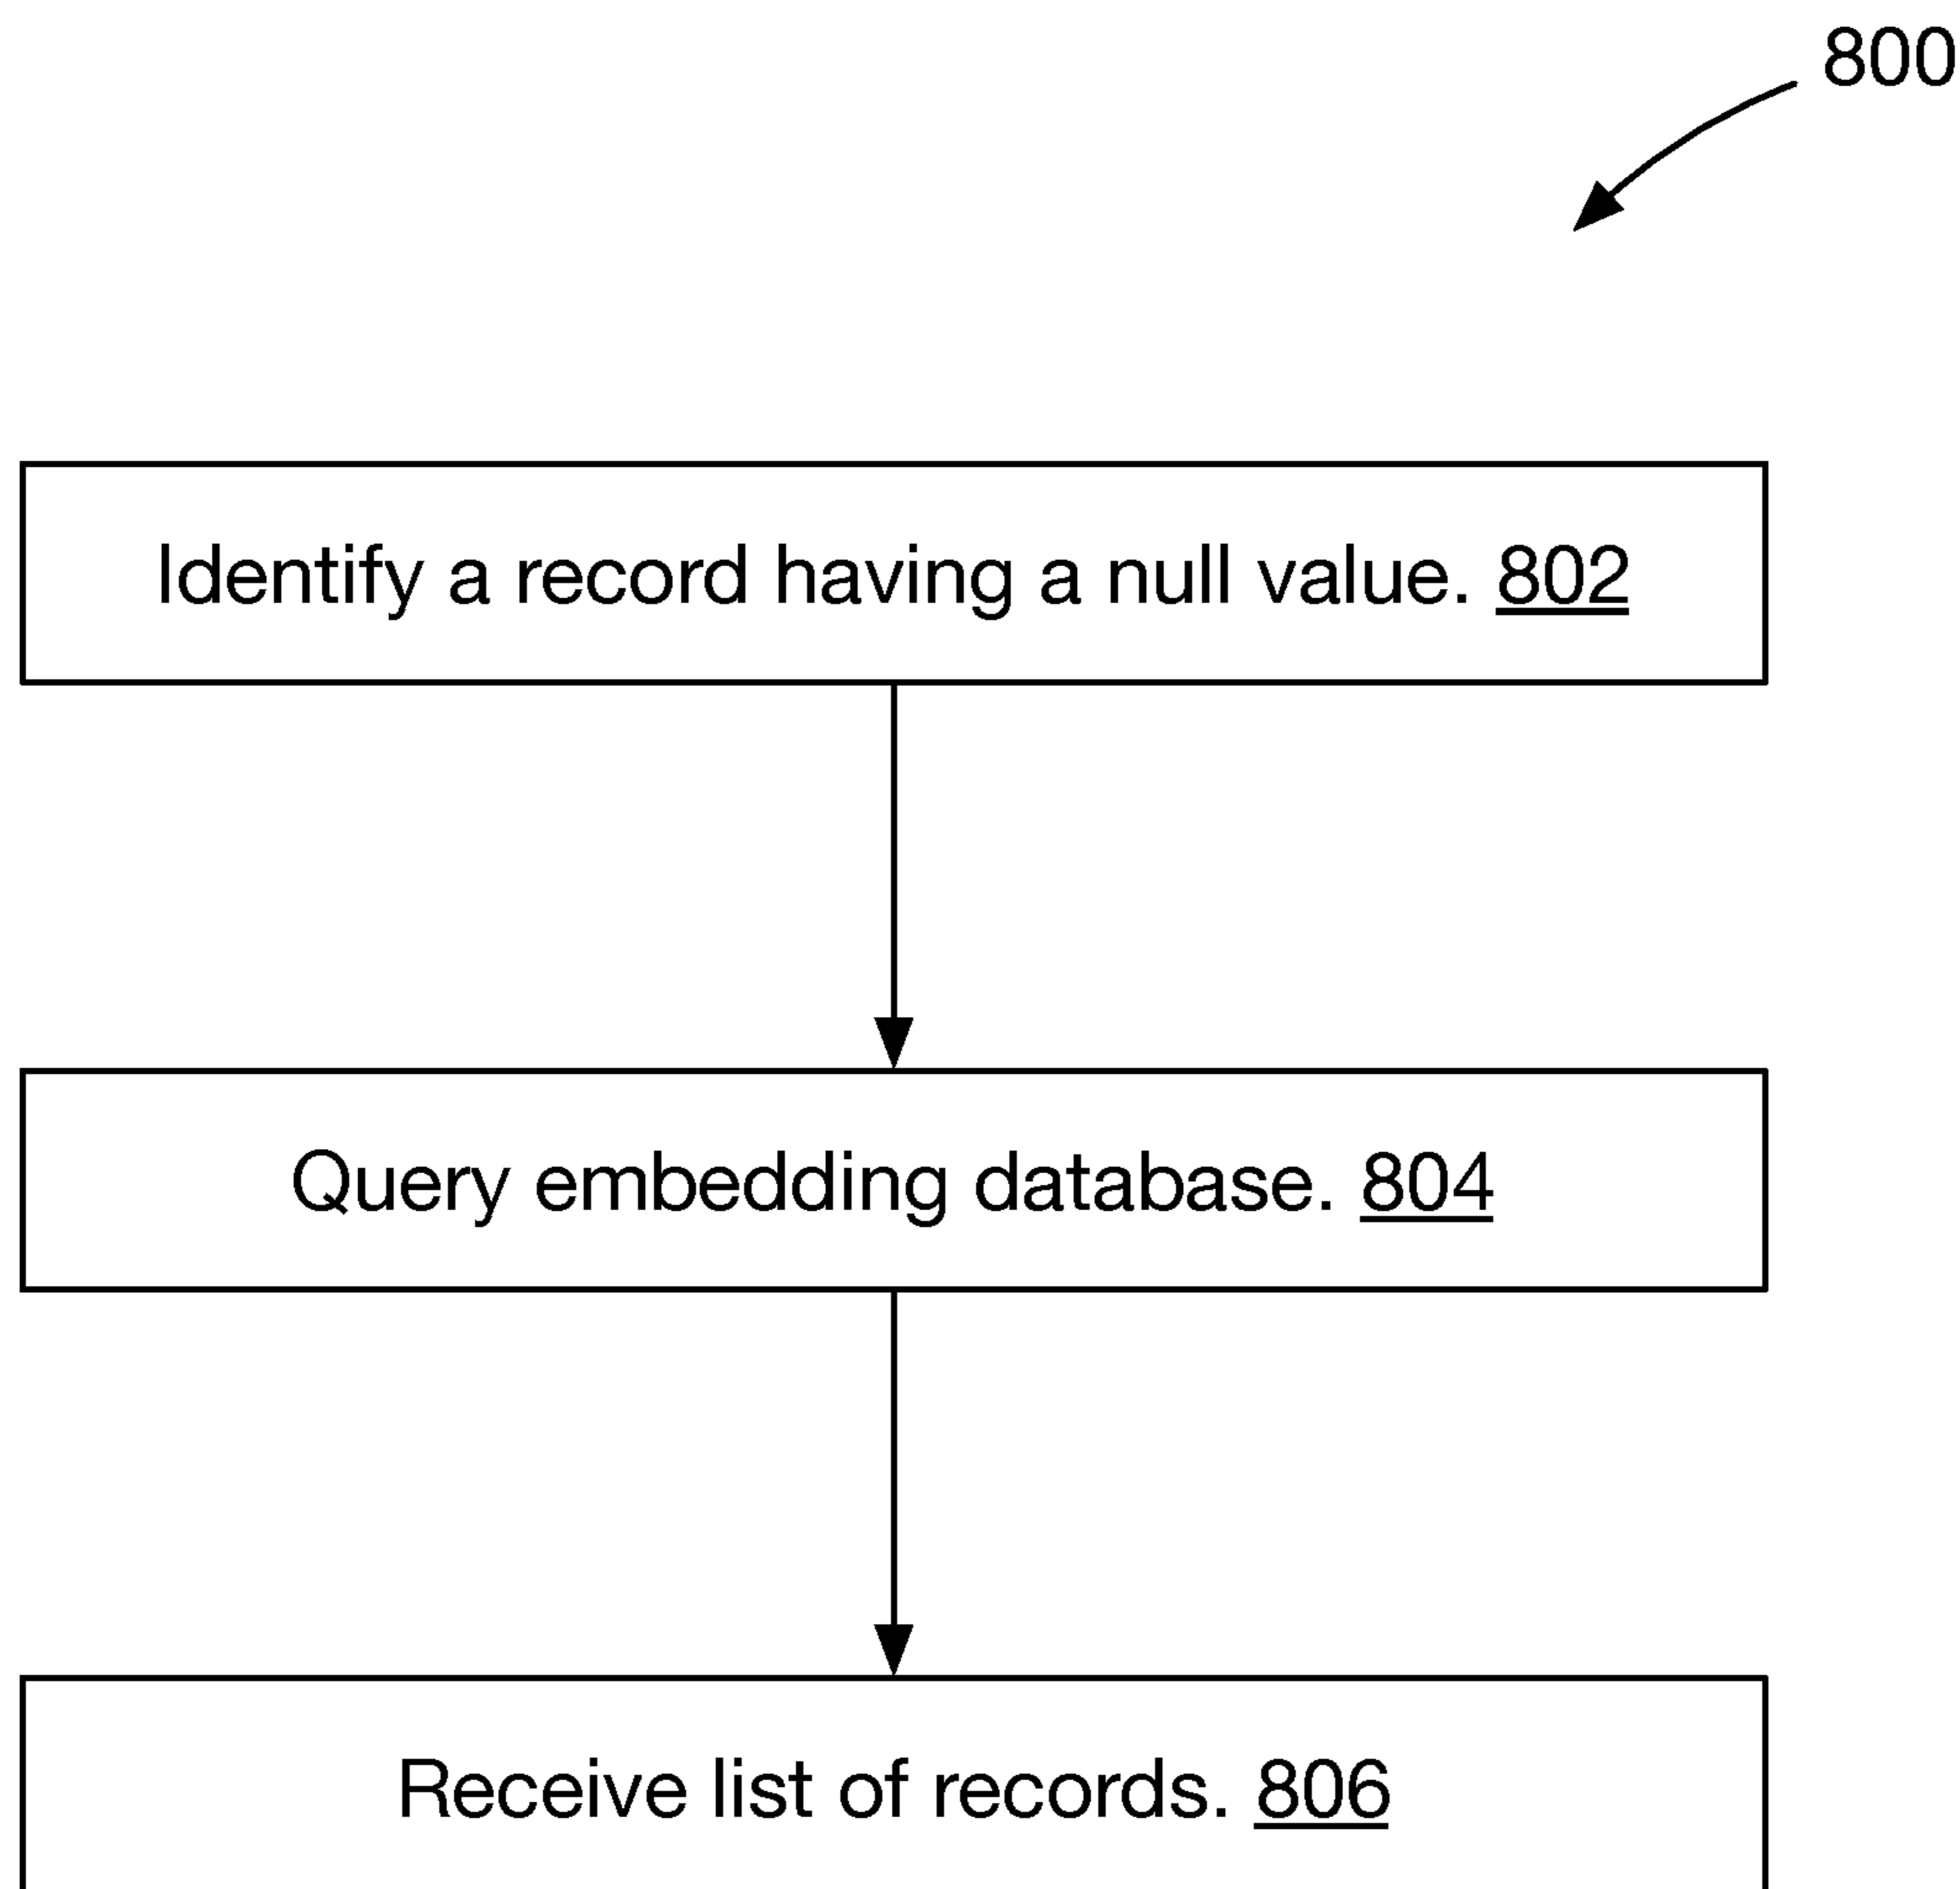 800
Identify a record having a null value. 802
Query embedding database. 804
Receive list of records. 806